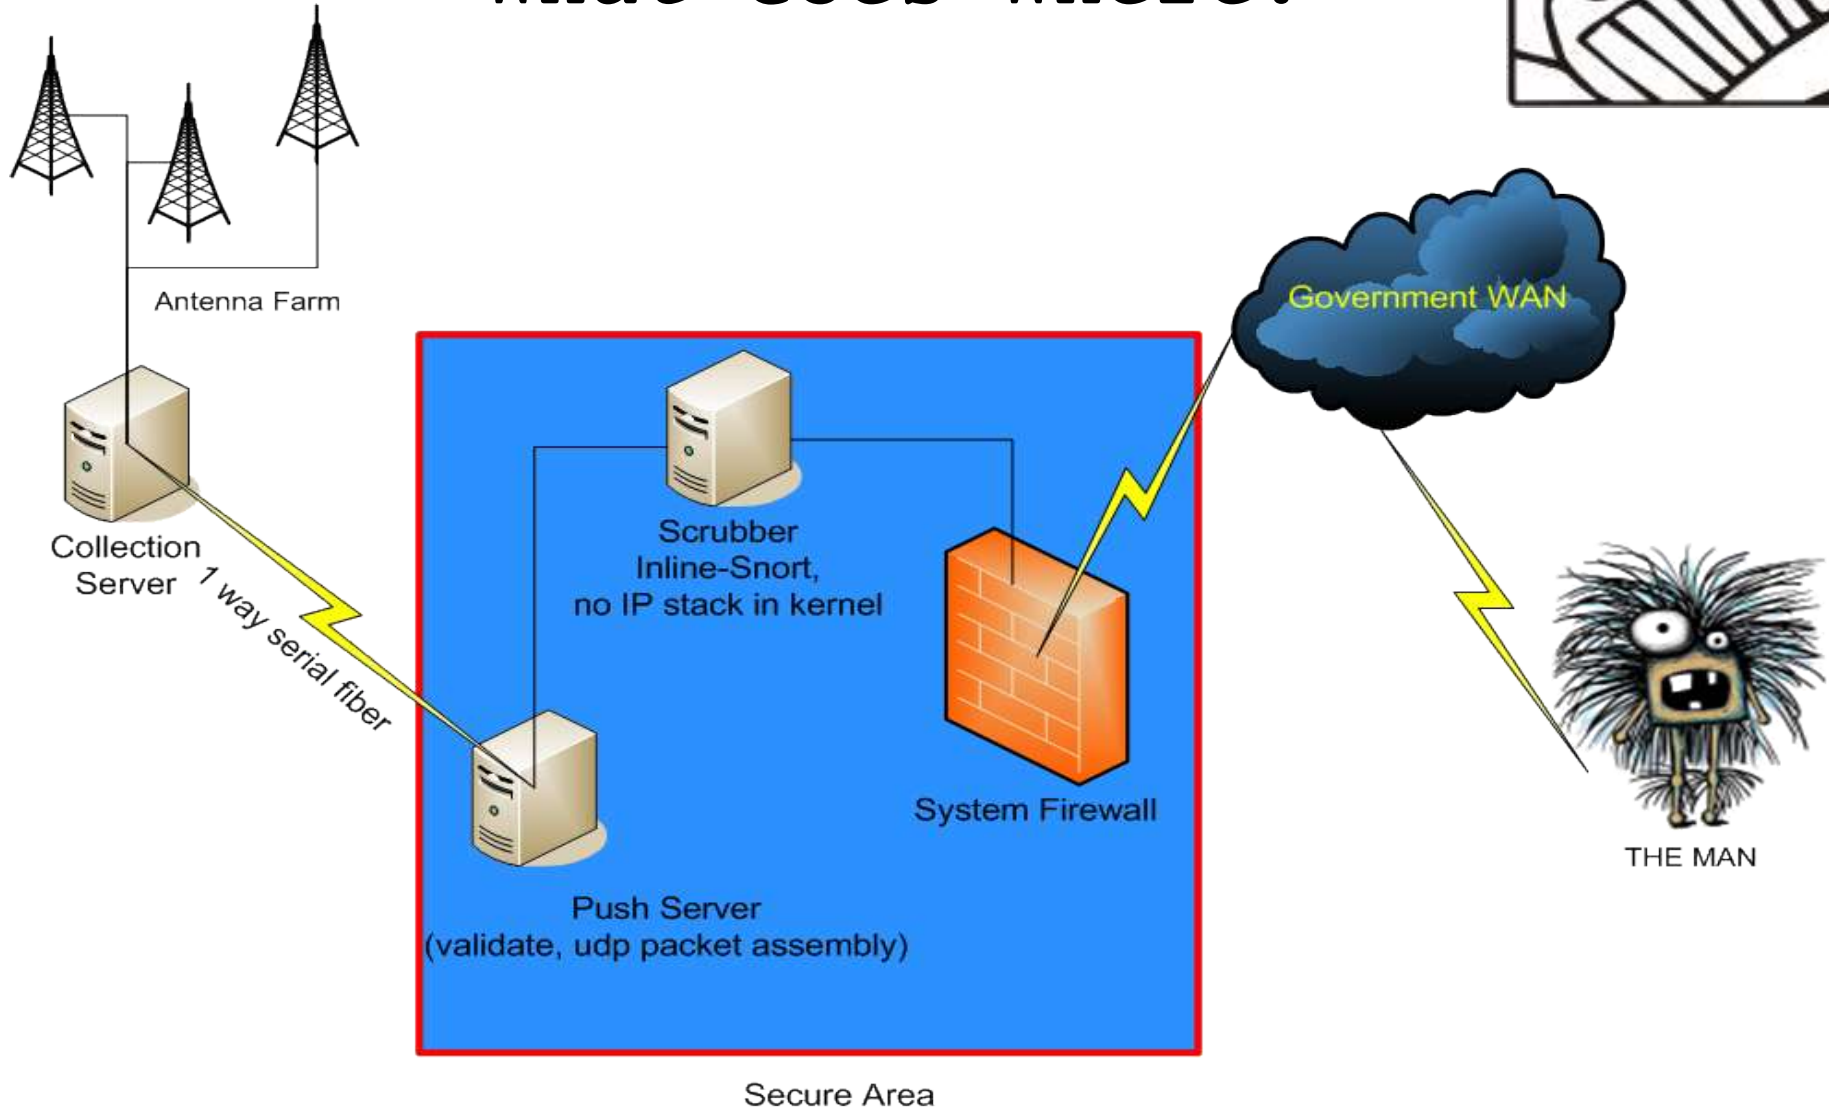 Antenna Farm
Government WAN
Collection
Server
1 way serial fiber
Scrubber
Inline-Snort,
no IP stack in kernel
System Firewall
THE MAN
Push Server
(validate, udp packet assembly)
Secure Area